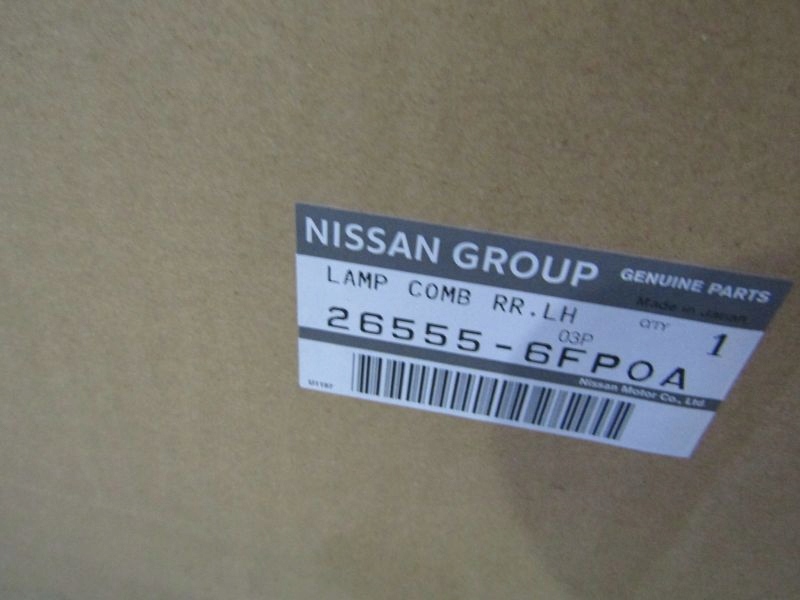 NISSAN GROUP GENUINE PARTS
Made in Japan
LAMP COMB RR.LH
QTY 1
03P
26555-6FP0A
Nissan Motor Co., Ltd.